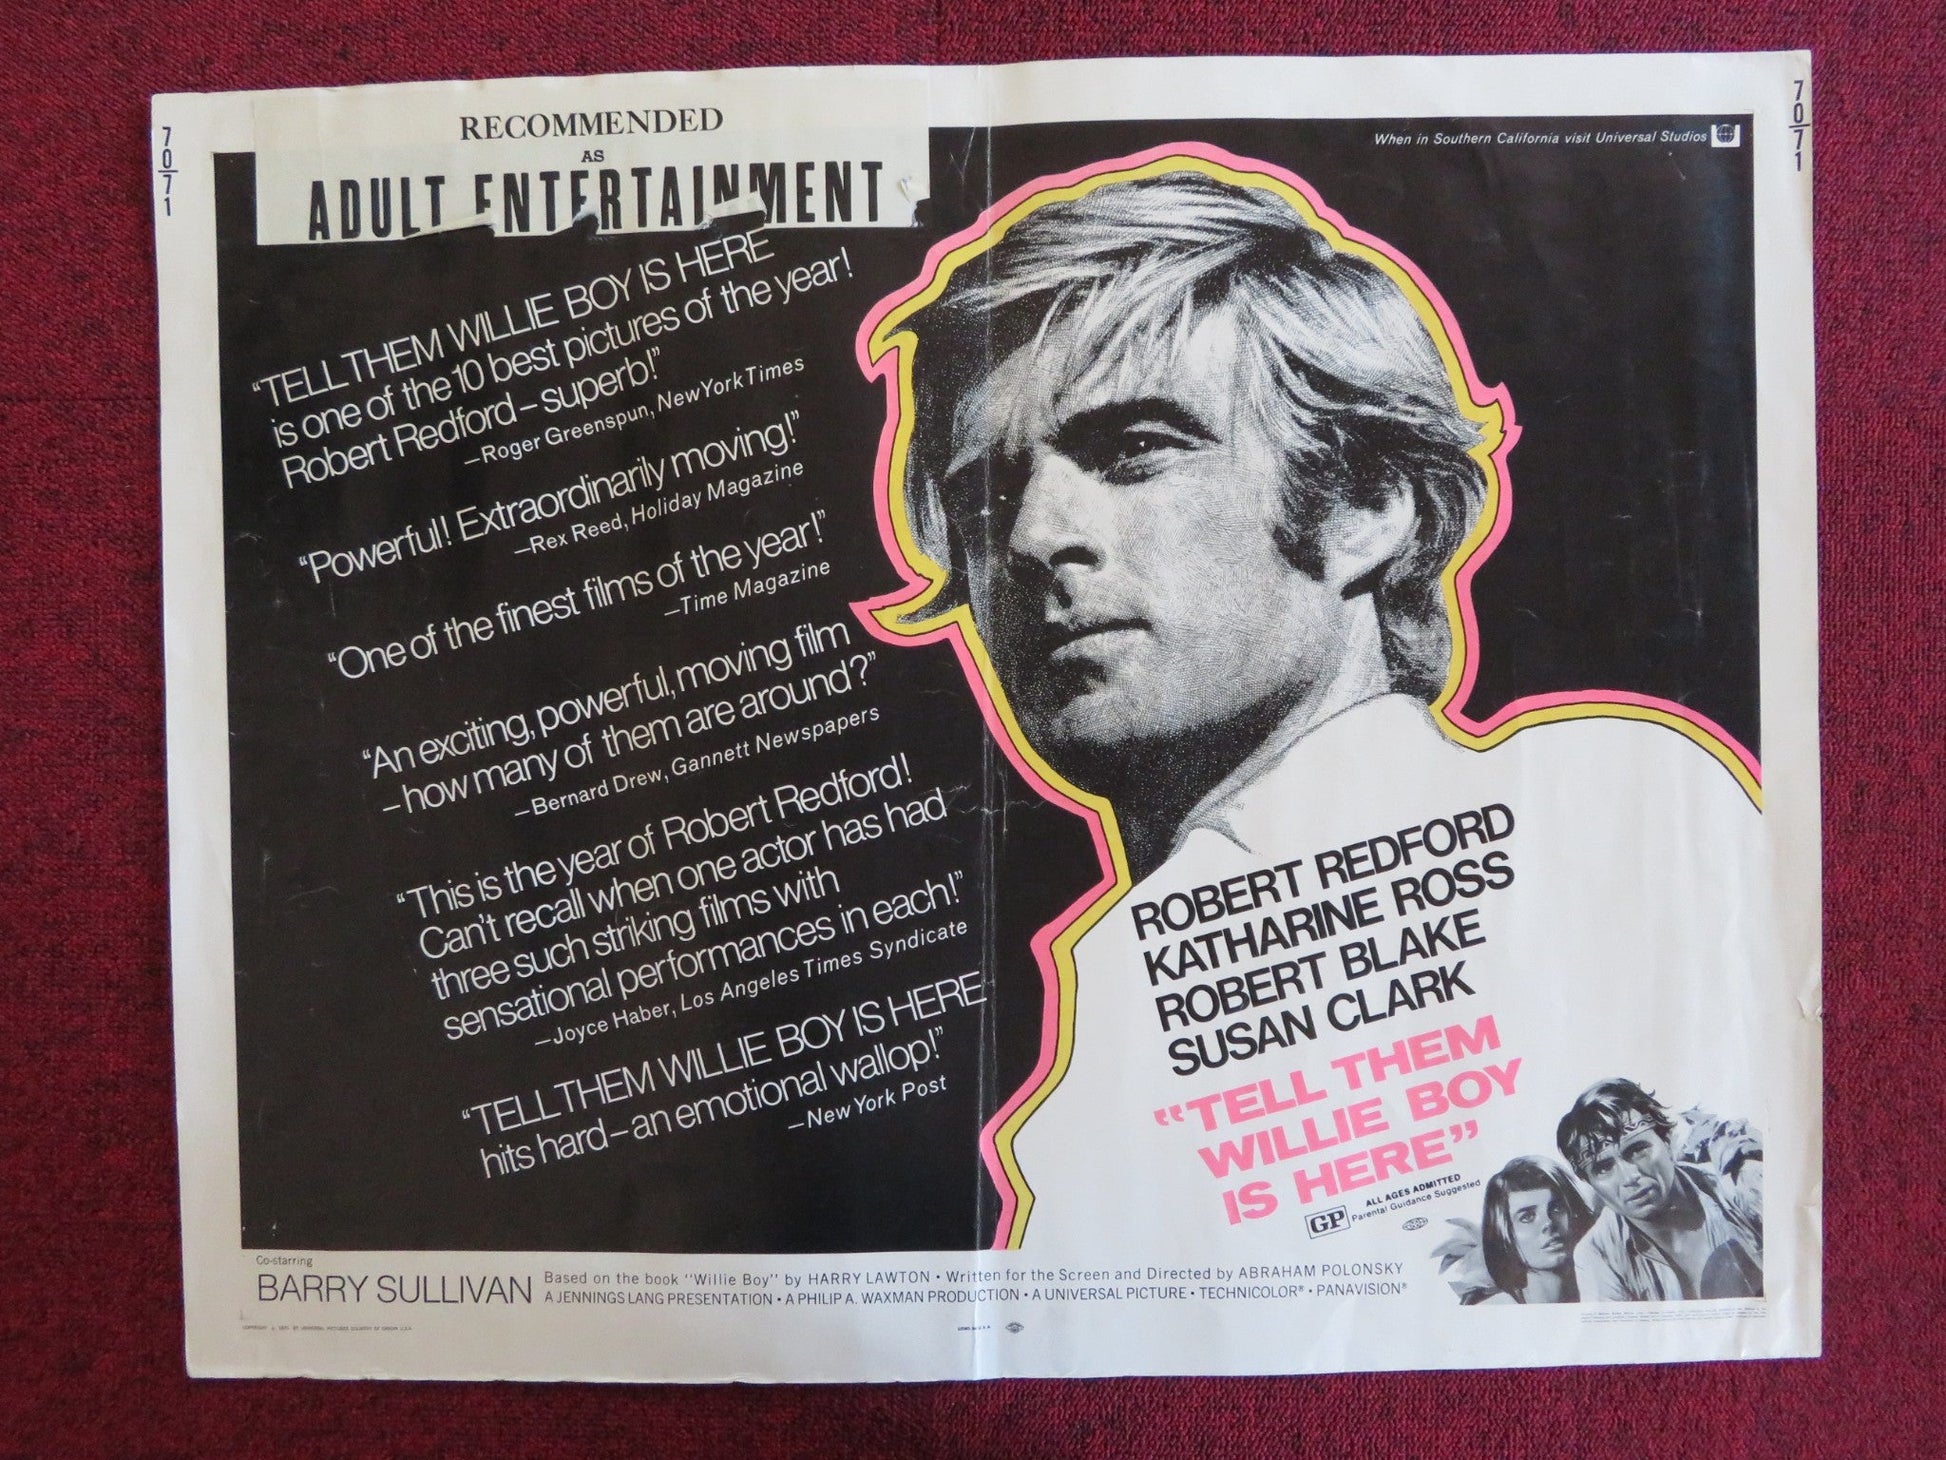 70/71
RECOMMENDED
AS
ADULT ENTERTAINMENT
When in Southern California visit Universal Studios
70/71
"TELL THEM WILLIE BOY IS HERE
is one of the 10 best pictures of the year!
Robert Redford – superb!"
—Roger Greenspun, New York Times
"Powerful! Extraordinarily moving!"
—Rex Reed, Holiday Magazine
"One of the finest films of the year!"
—Time Magazine
"An exciting, powerful, moving film
– how many of them are around?"
—Bernard Drew, Gannett Newspapers
"This is the year of Robert Redford!
Can't recall when one actor has had
three such striking films with
sensational performances in each!"
—Joyce Haber, Los Angeles Times Syndicate
"TELL THEM WILLIE BOY IS HERE
hits hard – an emotional wallop!"
—New York Post
ROBERT REDFORD
KATHARINE ROSS
ROBERT BLAKE
SUSAN CLARK
"TELL THEM
WILLIE BOY
IS HERE"
GP
ALL AGES ADMITTED
Parental Guidance Suggested
Co-starring
BARRY SULLIVAN
Based on the book "Willie Boy" by HARRY LAWTON • Written for the Screen and Directed by ABRAHAM POLONSKY
A JENNINGS LANG PRESENTATION • A PHILIP A. WAXMAN PRODUCTION • A UNIVERSAL PICTURE • TECHNICOLOR® • PANAVISION®